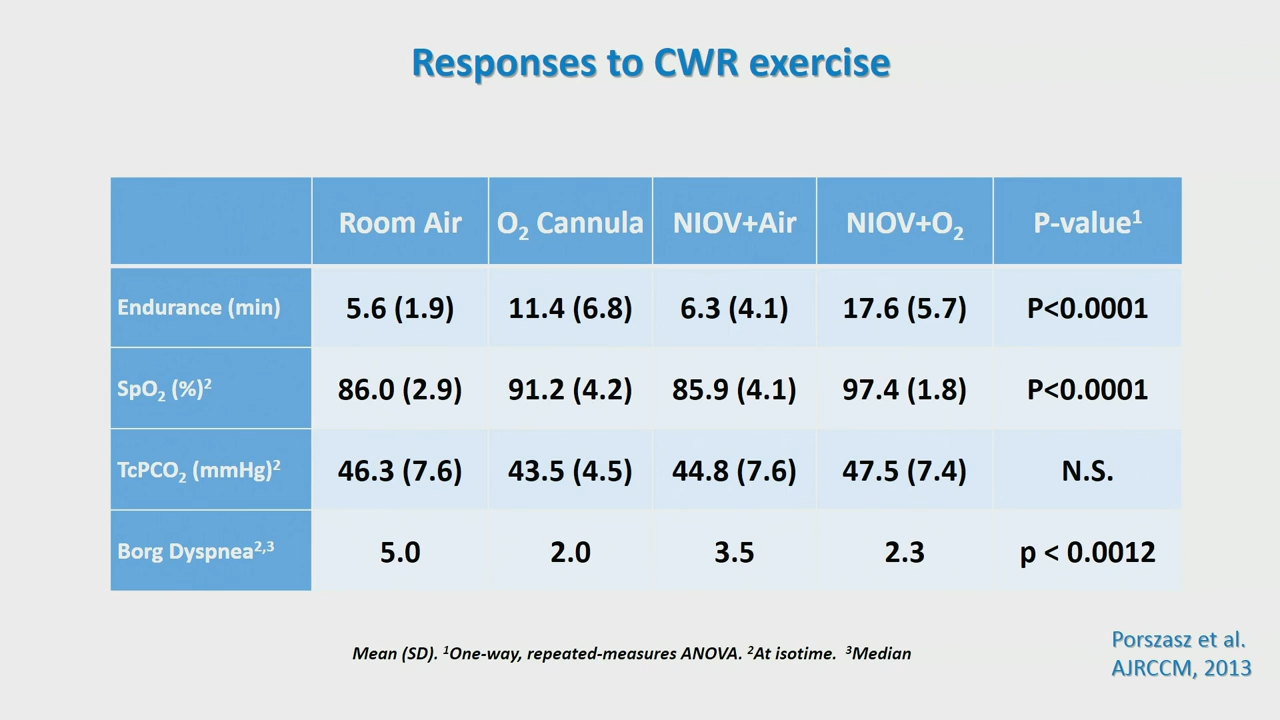 Responses to CWR exercise
Room Air O₂ Cannula NIOV+Air NIOV+O₂ P-value¹
Endurance (min) 5.6 (1.9) 11.4 (6.8) 6.3 (4.1) 17.6 (5.7) P<0.0001
SpO₂ (%)² 86.0 (2.9) 91.2 (4.2) 85.9 (4.1) 97.4 (1.8) P<0.0001
TcPCO₂ (mmHg)² 46.3 (7.6) 43.5 (4.5) 44.8 (7.6) 47.5 (7.4) N.S.
Borg Dyspnea²,³ 5.0 2.0 3.5 2.3 p < 0.0012
Mean (SD). ¹One-way, repeated-measures ANOVA. ²At isotime. ³Median
Porszasz et al.
AJRCCM, 2013